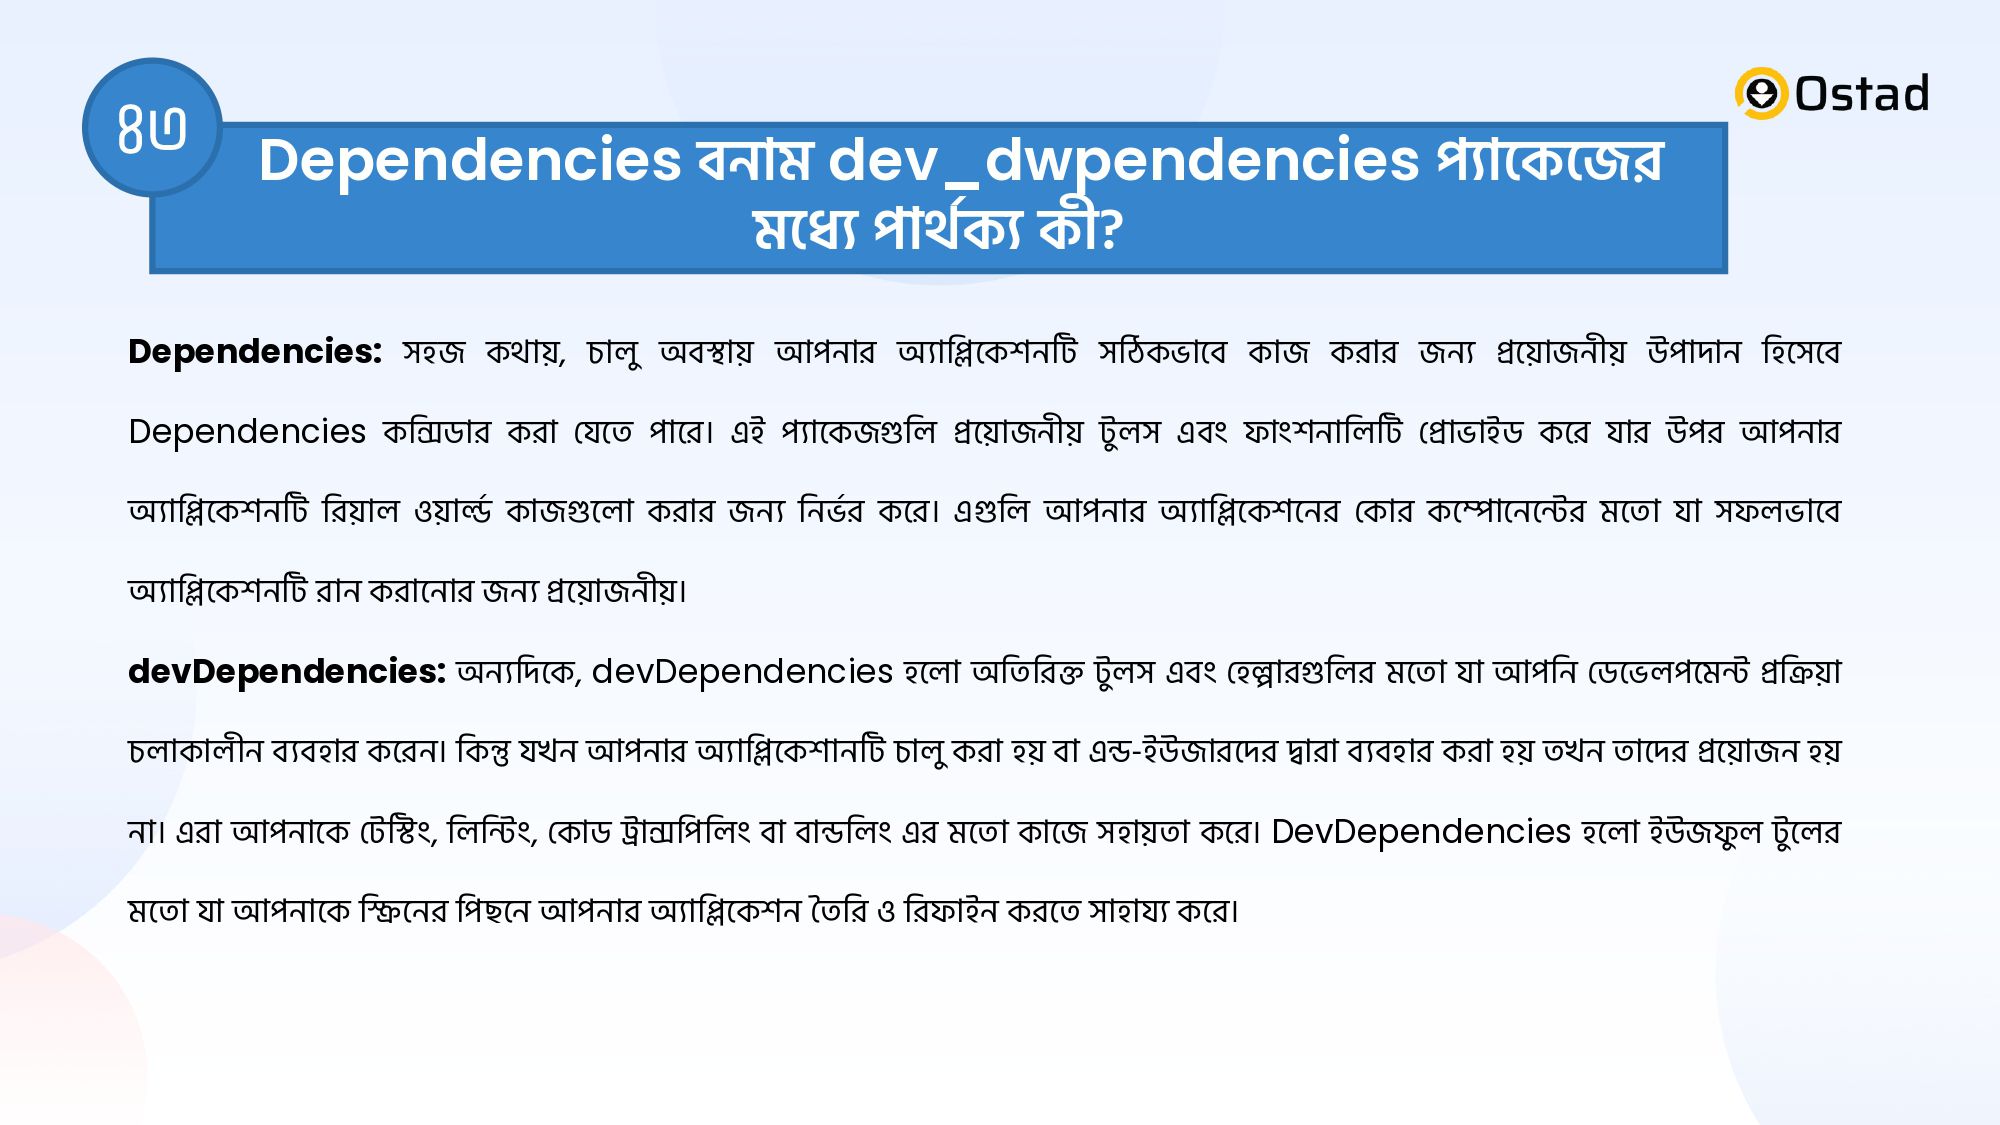 ৪৩
Ostad
Dependencies বনাম dev_dwpendencies প্যাকেজের
মধ্যে পার্থক্য কী?
Dependencies: সহজ কথায়, চালু অবস্থায় আপনার অ্যাপ্লিকেশনটি সঠিকভাবে কাজ করার জন্য প্রয়োজনীয় উপাদান হিসেবে
Dependencies কন্সিডার করা যেতে পারে। এই প্যাকেজগুলি প্রয়োজনীয় টুলস এবং ফাংশনালিটি প্রোভাইড করে যার উপর আপনার
অ্যাপ্লিকেশনটি রিয়াল ওয়ার্ল্ড কাজগুলো করার জন্য নির্ভর করে। এগুলি আপনার অ্যাপ্লিকেশনের কোর কম্পোনেন্টের মতো যা সফলভাবে
অ্যাপ্লিকেশনটি রান করানোর জন্য প্রয়োজনীয়।
devDependencies: অন্যদিকে, devDependencies হলো অতিরিক্ত টুলস এবং হেল্পারগুলির মতো যা আপনি ডেভেলপমেন্ট প্রক্রিয়া
চলাকালীন ব্যবহার করেন। কিন্তু যখন আপনার অ্যাপ্লিকেশানটি চালু করা হয় বা এন্ড-ইউজারদের দ্বারা ব্যবহার করা হয় তখন তাদের প্রয়োজন হয়
না। এরা আপনাকে টেস্টিং, লিন্টিং, কোড ট্রান্সপিলিং বা বান্ডলিং এর মতো কাজে সহায়তা করে। DevDependencies হলো ইউজফুল টুলের
মতো যা আপনাকে স্ক্রিনের পিছনে আপনার অ্যাপ্লিকেশন তৈরি ও রিফাইন করতে সাহায্য করে।